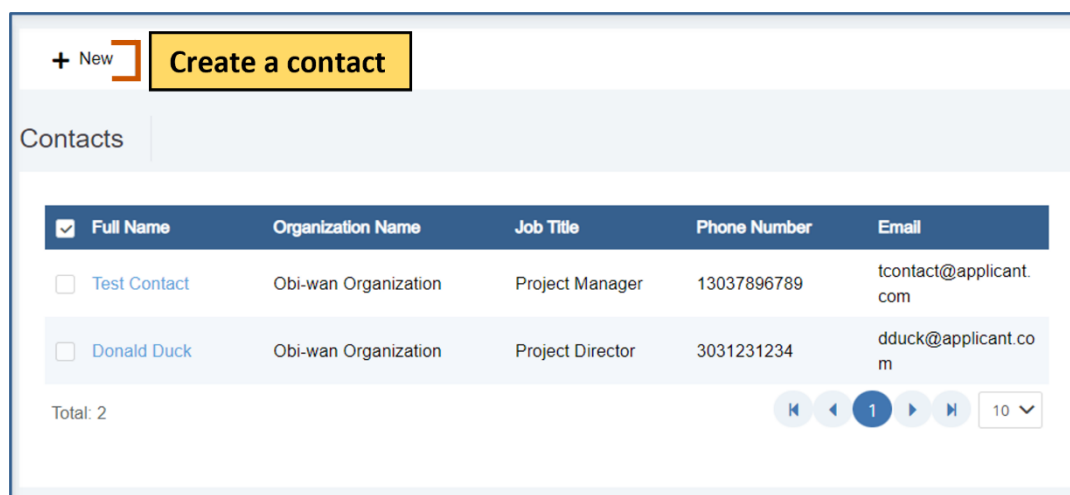 + New
Create a contact
Contacts
Full Name Organization Name Job Title Phone Number Email
Test Contact Obi-wan Organization Project Manager 13037896789 tcontact@applicant.
com
Donald Duck Obi-wan Organization Project Director 3031231234 dduck@applicant.co
m
Total: 2 1 10